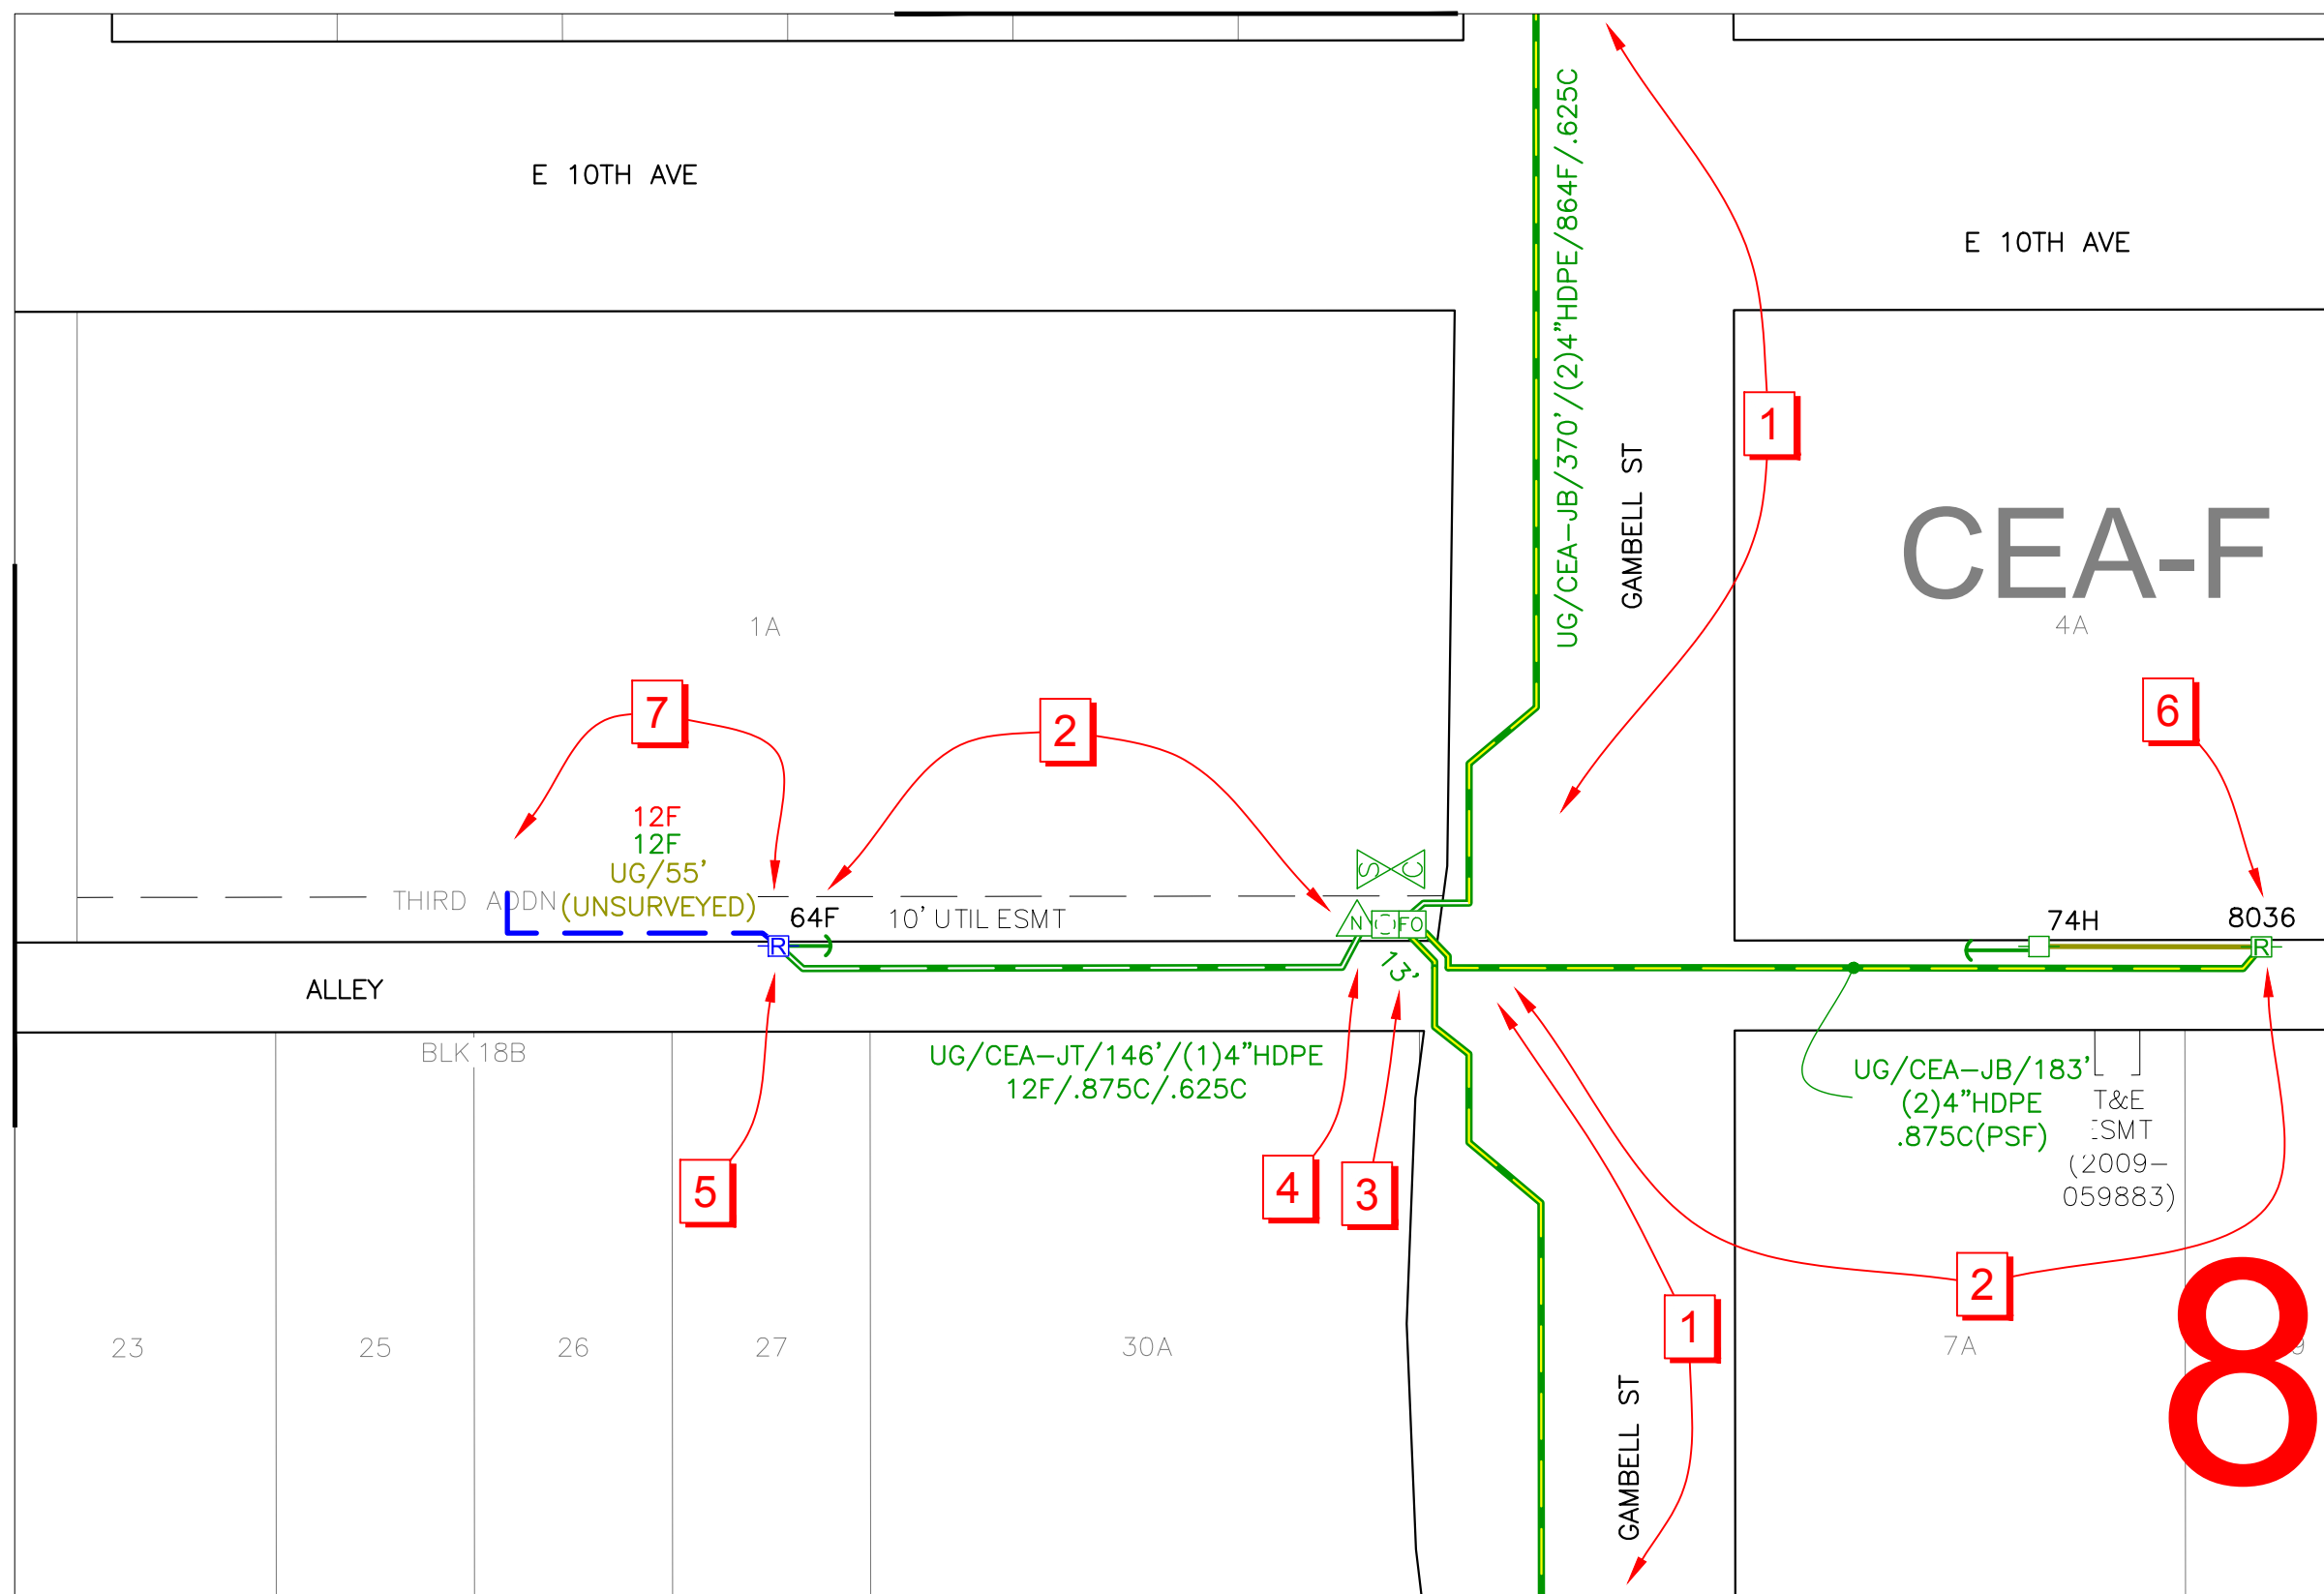 E 10TH AVE
E 10TH AVE
UG/CEA-JB/370'/(2)4"HDPE/864F/.625C
GAMBELL ST
1
CEA-F
4A
1A
7
2
6
12F
12F
UG/55'
(UNSURVEYED)
THIRD ADDN
64F
10' UTIL ESMT
S
C
N
FO
R
74H
8036
R
13'
ALLEY
BLK 18B
UG/CEA-JT/146'/(1)4"HDPE
12F/.875C/.625C
UG/CEA-JB/183'
(2)4"HDPE
.875C(PSF)
T&E
ESMT
(2009-
059883)
5
4
3
2
1
8
23
25
26
27
30A
7A
GAMBELL ST